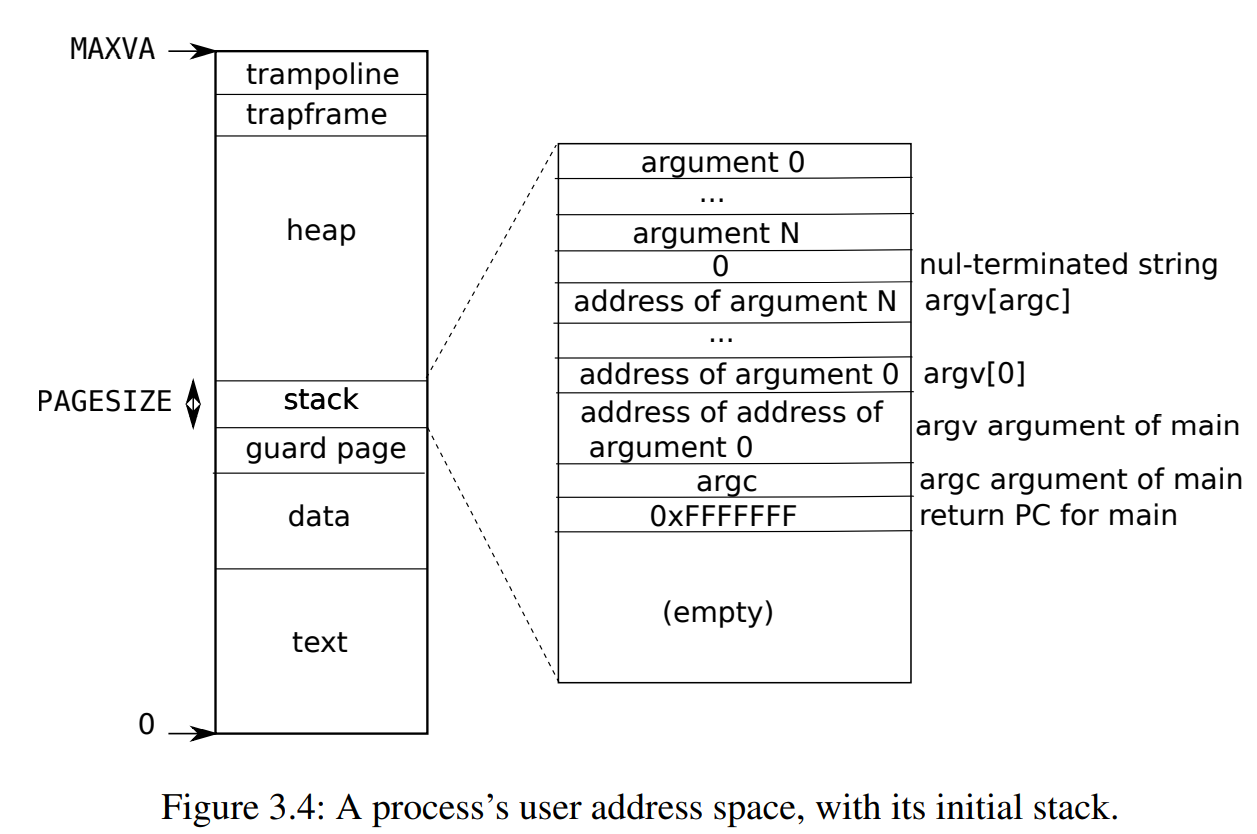 MAXVA
trampoline
trapframe
heap
PAGESIZE
stack
guard page
data
text
0
argument 0
...
argument N
0
nul-terminated string
address of argument N
argv[argc]
...
address of argument 0
argv[0]
address of address of
argument 0
argv argument of main
argc
argc argument of main
0xFFFFFFF
return PC for main
(empty)
Figure 3.4: A process’s user address space, with its initial stack.